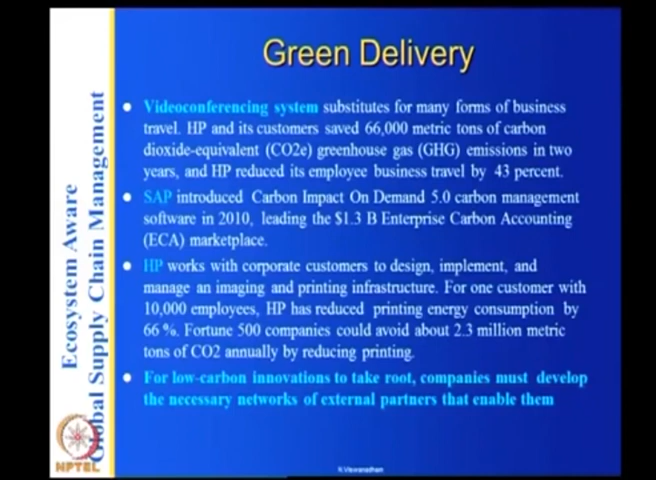 Green Delivery
Videoconferencing system substitutes for many forms of business
travel. HP and its customers saved 66,000 metric tons of carbon
dioxide-equivalent (CO2e) greenhouse gas (GHG) emissions in two
years, and HP reduced its employee business travel by 43 percent.
SAP introduced Carbon Impact On Demand 5.0 carbon management
software in 2010, leading the $1.3 B Enterprise Carbon Accounting
(ECA) marketplace.
HP works with corporate customers to design, implement, and
manage an imaging and printing infrastructure. For one customer with
10,000 employees, HP has reduced printing energy consumption by
66 %. Fortune 500 companies could avoid about 2.3 million metric
tons of CO2 annually by reducing printing.
For low-carbon innovations to take root, companies must develop
the necessary networks of external partners that enable them
Ecosystem Aware
Global Supply Chain Management
NPTEL
N.Viswanadham